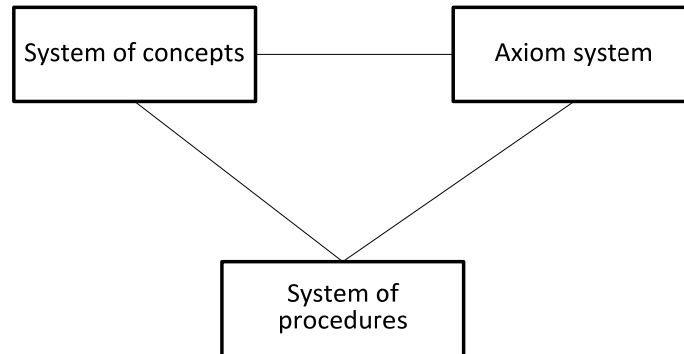 System of concepts
Axiom system
System of
procedures